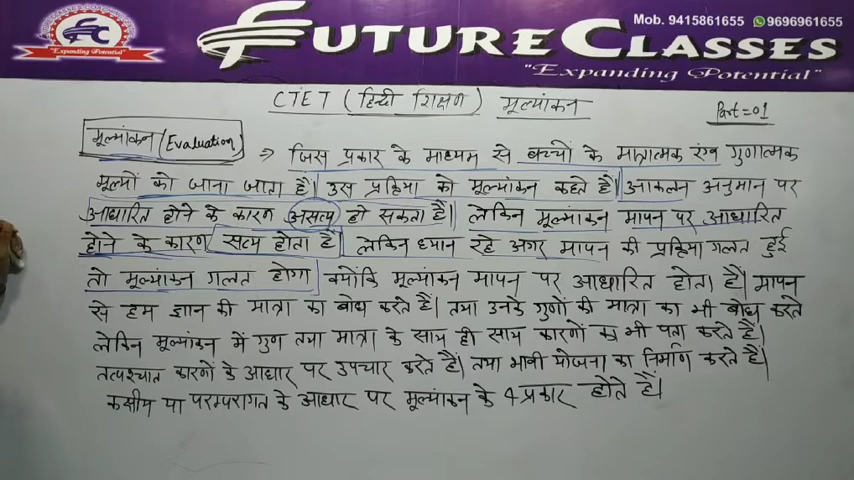 FC
Expanding Potential
FUTURE CLASSES
Mob. 9415861655 9696961655
"Expanding Potential"
CTET (हिन्दी शिक्षण) मूल्यांकन
Part=01
मूल्यांकन (Evaluation) ⇒ जिस प्रकार के माध्यम से बच्चों के मात्रात्मक एंव गुणात्मक
मूल्यों को जाना जाता है| उस प्रक्रिया को मूल्यांकन कहते है| आकलन अनुमान पर
आधारित होने के कारण असत्य हो सकता है| लेकिन मूल्यांकन मापन पर आधारित
होने के कारण सत्य होता है| लेकिन ध्यान रहे अगर मापन की प्रक्रिया गलत हुई
तो मूल्यांकन गलत होगा| क्योंकि मूल्यांकन मापन पर आधारित होता है| मापन
से हम ज्ञान की मात्रा का बोध करते है| तथा उनके गुणों की मात्रा का भी बोध करते
लेकिन मूल्यांकन में गुण तथा मात्रा के साथ ही साथ कारणों का भी पता करते है|
तत्पश्चात कारणो के आधार पर उपचार करते है| तथा भावी योजना का निर्माण करते है|
या परम्परागत के आधार पर मूल्यांकन के 4 प्रकार होते है|